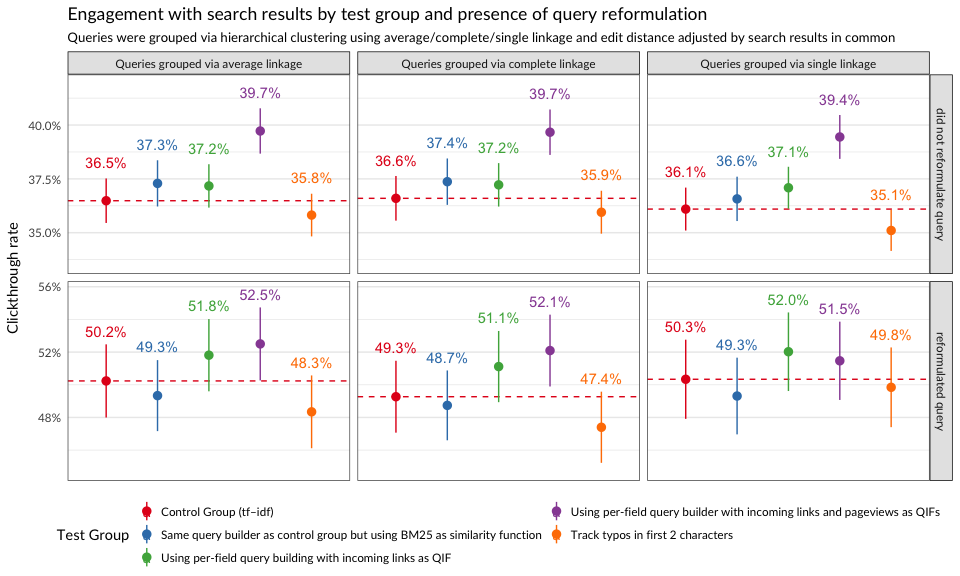 Engagement with search results by test group and presence of query reformulation
Queries were grouped via hierarchical clustering using average/complete/single linkage and edit distance adjusted by search results in common
Queries grouped via average linkage
Queries grouped via complete linkage
Queries grouped via single linkage
Clickthrough rate
40.0%
37.5%
35.0%
36.5%
37.3%
37.2%
39.7%
35.8%
36.6%
37.4%
37.2%
39.7%
35.9%
36.1%
36.6%
37.1%
39.4%
35.1%
did not reformulate query
56%
52%
48%
50.2%
49.3%
51.8%
52.5%
48.3%
49.3%
48.7%
51.1%
52.1%
47.4%
50.3%
49.3%
52.0%
51.5%
49.8%
reformulated query
Test Group
Control Group (tf–idf)
Same query builder as control group but using BM25 as similarity function
Using per-field query building with incoming links as QIF
Using per-field query builder with incoming links and pageviews as QIFs
Track typos in first 2 characters